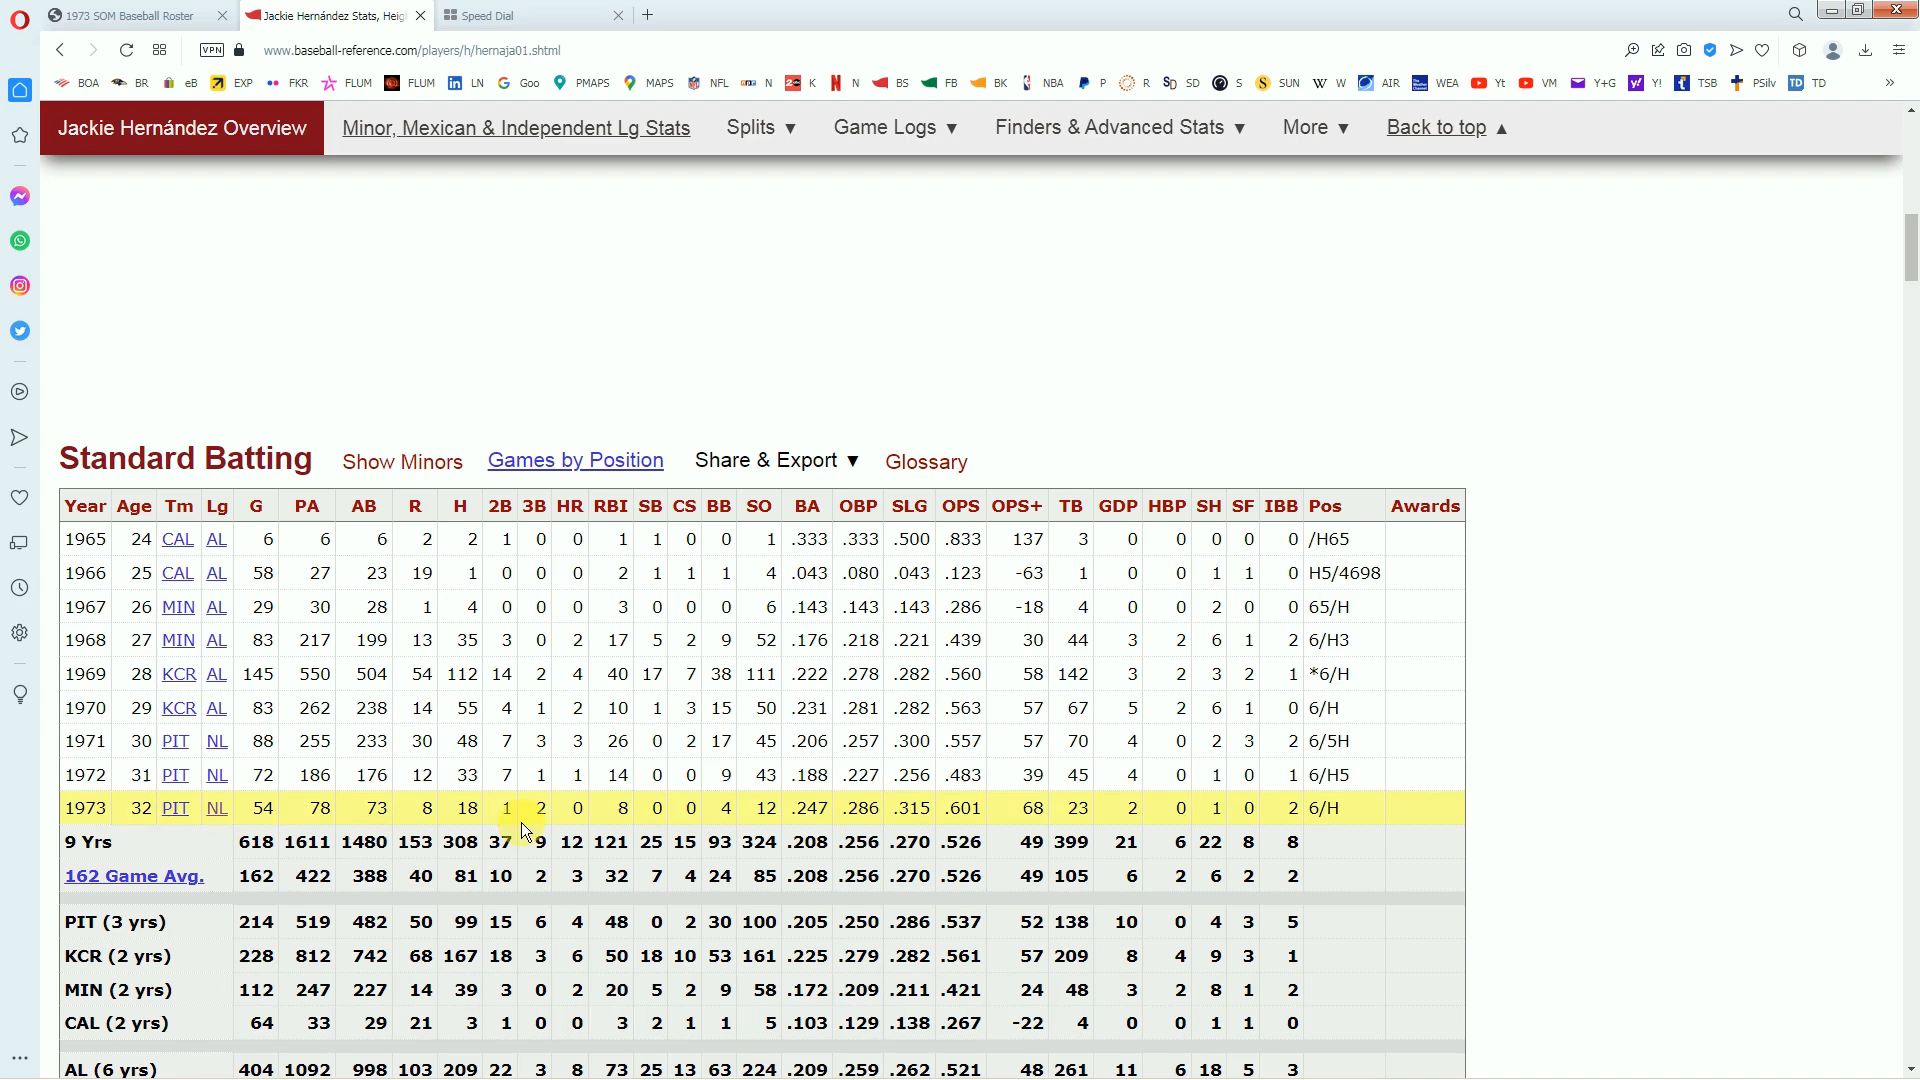 1973 SOM Baseball Roster Jackie Hernández Stats, Heig Speed Dial
VPN www.baseball-reference.com/players/h/hernaja01.shtml
BOA BR eB EXP FKR FLUM FLUM LN Goo PMAPS MAPS NFL N K N BS FB BK NBA P R SD S SUN W AIR WEA Yt VM Y+G Y! TSB PSilv TD
Jackie Hernández Overview Minor, Mexican & Independent Lg Stats Splits ▼ Game Logs ▼ Finders & Advanced Stats ▼ More ▼ Back to top ▲
Standard Batting Show Minors Games by Position Share & Export ▼ Glossary
Year Age Tm Lg G PA AB R H 2B 3B HR RBI SB CS BB SO BA OBP SLG OPS OPS+ TB GDP HBP SH SF IBB Pos Awards
1965 24 CAL AL 6 6 6 2 2 1 0 0 1 1 0 0 1 .333 .333 .500 .833 137 3 0 0 0 0 0 /H65
1966 25 CAL AL 58 27 23 19 1 0 0 0 2 1 1 1 4 .043 .080 .043 .123 -63 1 0 0 1 1 0 H5/4698
1967 26 MIN AL 29 30 28 1 4 0 0 0 3 0 0 0 6 .143 .143 .143 .286 -18 4 0 0 2 0 0 65/H
1968 27 MIN AL 83 217 199 13 35 3 0 2 17 5 2 9 52 .176 .218 .221 .439 30 44 3 2 6 1 2 6/H3
1969 28 KCR AL 145 550 504 54 112 14 2 4 40 17 7 38 111 .222 .278 .282 .560 58 142 3 2 3 2 1 *6/H
1970 29 KCR AL 83 262 238 14 55 4 1 2 10 1 3 15 50 .231 .281 .282 .563 57 67 5 2 6 1 0 6/H
1971 30 PIT NL 88 255 233 30 48 7 3 3 26 0 2 17 45 .206 .257 .300 .557 57 70 4 0 2 3 2 6/5H
1972 31 PIT NL 72 186 176 12 33 7 1 1 14 0 0 9 43 .188 .227 .256 .483 39 45 4 0 1 0 1 6/H5
1973 32 PIT NL 54 78 73 8 18 1 2 0 8 0 0 4 12 .247 .286 .315 .601 68 23 2 0 1 0 2 6/H
9 Yrs 618 1611 1480 153 308 37 9 12 121 25 15 93 324 .208 .256 .270 .526 49 399 21 6 22 8 8
162 Game Avg. 162 422 388 40 81 10 2 3 32 7 4 24 85 .208 .256 .270 .526 49 105 6 2 6 2 2
PIT (3 yrs) 214 519 482 50 99 15 6 4 48 0 2 30 100 .205 .250 .286 .537 52 138 10 0 4 3 5
KCR (2 yrs) 228 812 742 68 167 18 3 6 50 18 10 53 161 .225 .279 .282 .561 57 209 8 4 9 3 1
MIN (2 yrs) 112 247 227 14 39 3 0 2 20 5 2 9 58 .172 .209 .211 .421 24 48 3 2 8 1 2
CAL (2 yrs) 64 33 29 21 3 1 0 0 3 2 1 1 5 .103 .129 .138 .267 -22 4 0 0 1 1 0
AL (6 yrs) 404 1092 998 103 209 22 3 8 73 25 13 63 224 .209 .259 .262 .521 48 261 11 6 18 5 3